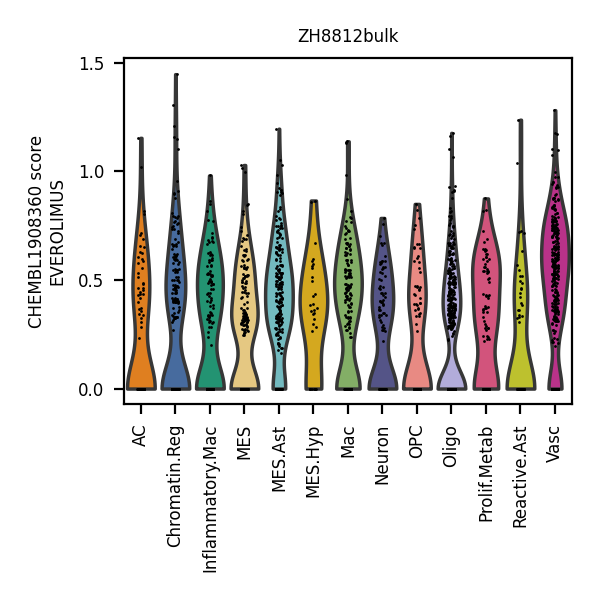 ZH8812bulk
CHEMBL1908360 score
EVEROLIMUS
1.5
1.0
0.5
0.0
AC
Chromatin.Reg
Inflammatory.Mac
MES
MES.Ast
MES.Hyp
Mac
Neuron
OPC
Oligo
Prolif.Metab
Reactive.Ast
Vasc